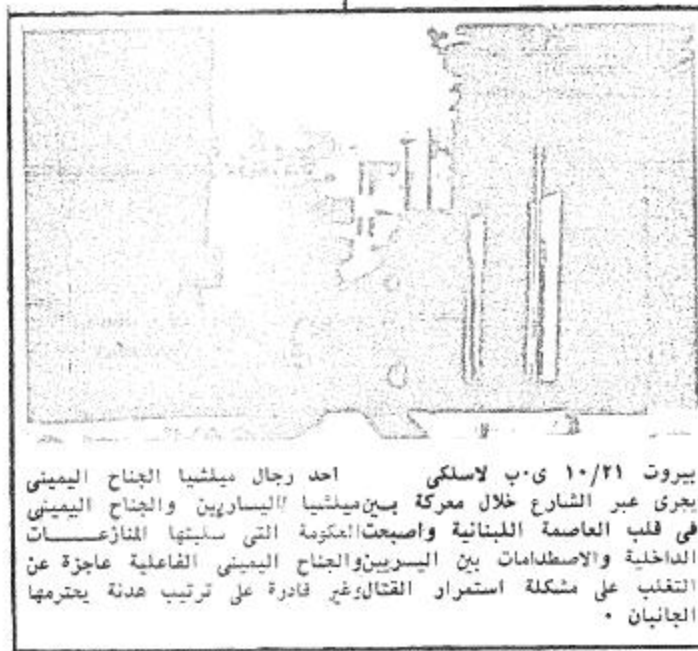 بيروت ١٠/٢١ ى٠ب لاسلكى احد رجال ميلشيا الجناح اليمينى
يجرى عبر الشارع خلال معركة بين ميلشيا اليساريين والجناح اليمينى
فى قلب العاصمة اللبنانية واصبحت الحكومة التى سلبتها المنازعات
الداخلية والاصطدامات بين اليسريين والجناح اليمينى الفاعلية عاجزة عن
التغلب على مشكلة استمرار القتال وغير قادرة على ترتيب هدنة يحترمها
الجانبان ٠